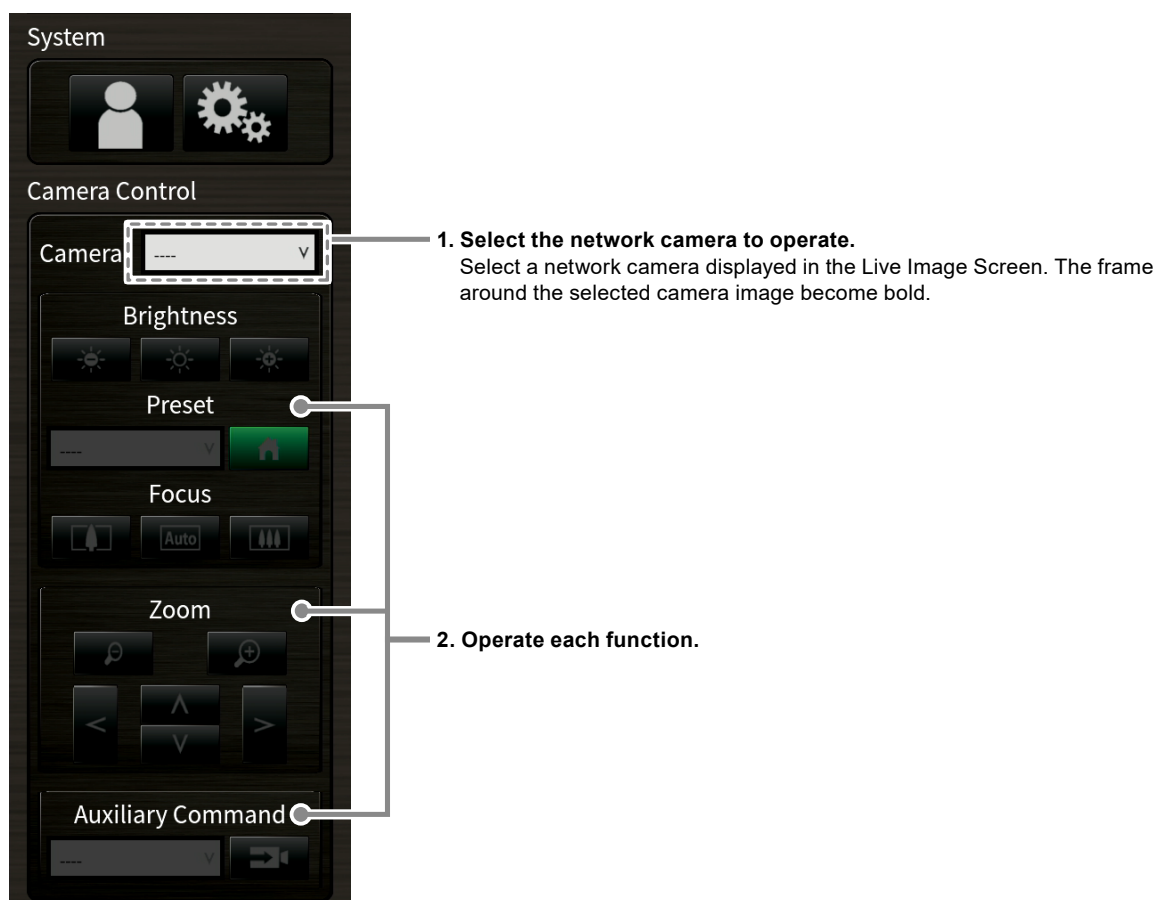 System
Camera Control
Camera ---- v
1. Select the network camera to operate.
Select a network camera displayed in the Live Image Screen. The frame
around the selected camera image become bold.
Brightness
Preset
---- v
Focus
Auto
Zoom
2. Operate each function.
< ∧ >
∨
Auxiliary Command
---- v